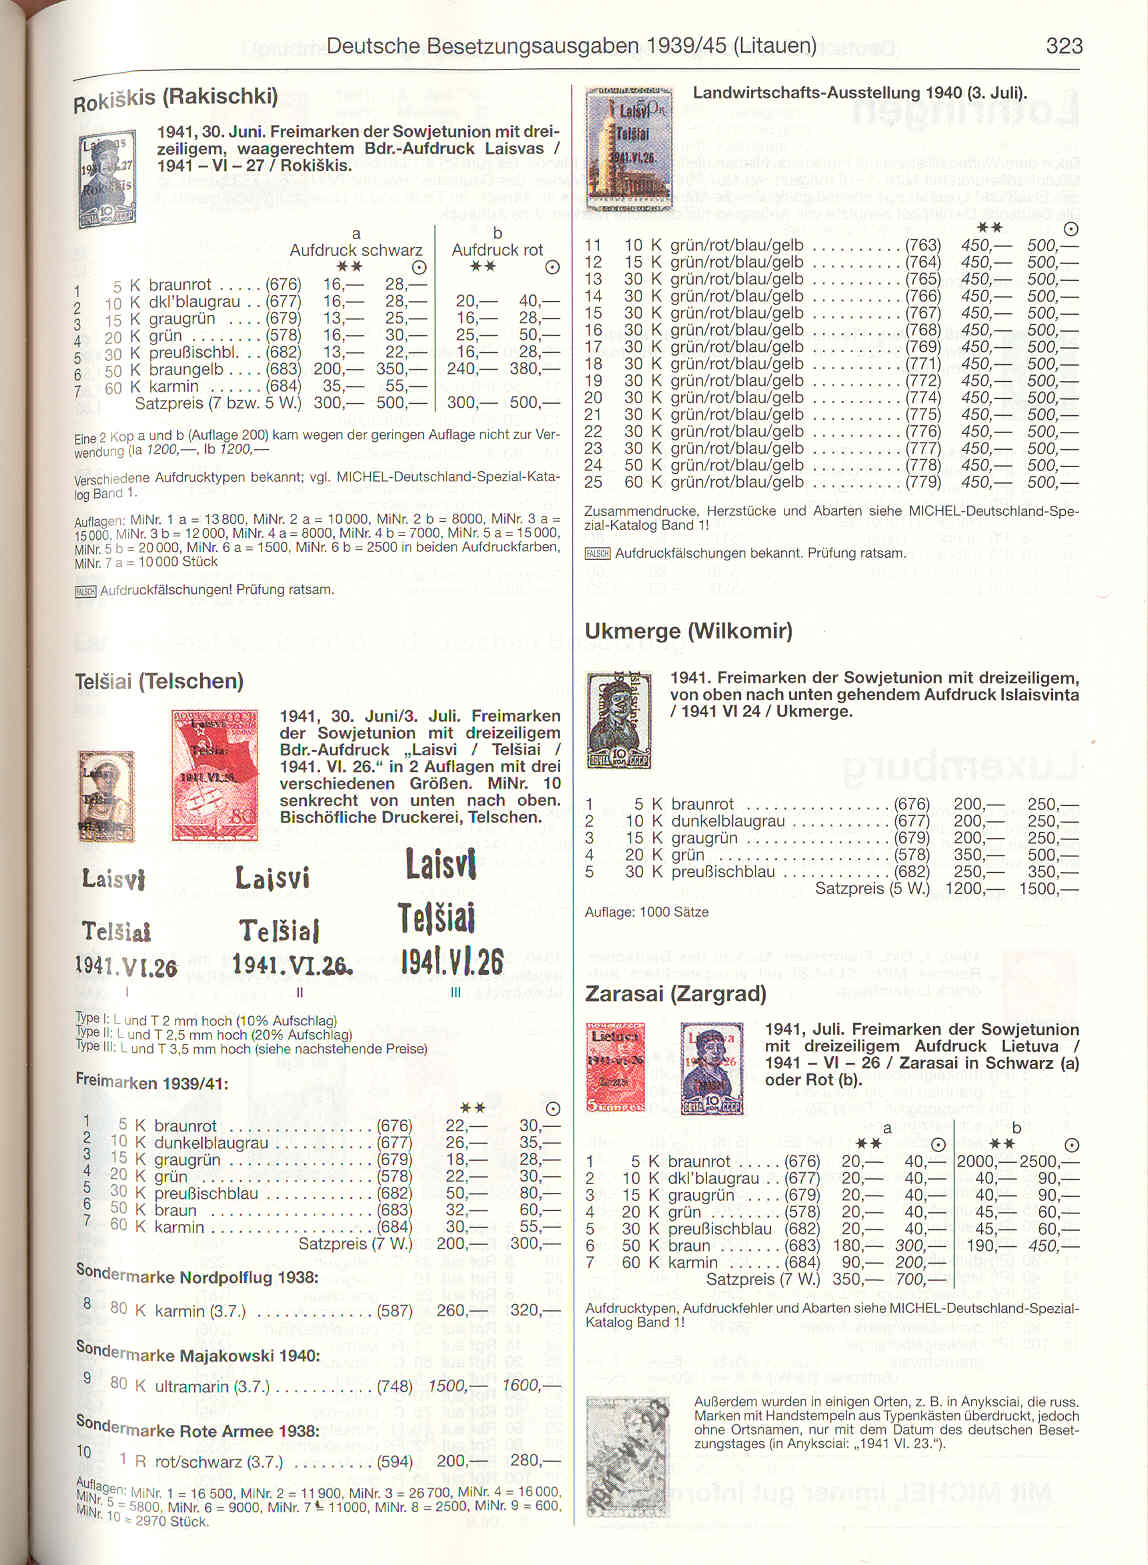 Deutsche Besetzungsausgaben 1939/45 (Litauen)
323
Rokiškis (Rakischki)
1941, 30. Juni. Freimarken der Sowjetunion mit drei-
zeiligem, waagerechtem Bdr.-Aufdruck Laisvas /
1941 – VI – 27 / Rokiškis.
a b
Aufdruck schwarz Aufdruck rot
** ⊙ ** ⊙
1 5 K braunrot ..... (676) 16,— 28,—
2 10 K dkl'blaugrau .. (677) 16,— 28,— 20,— 40,—
3 15 K graugrün .... (679) 13,— 25,— 16,— 28,—
4 20 K grün ........ (578) 16,— 30,— 25,— 50,—
5 30 K preußischbl. .. (682) 13,— 22,— 16,— 28,—
6 50 K braungelb .... (683) 200,— 350,— 240,— 380,—
7 60 K karmin ...... (684) 35,— 55,—
Satzpreis (7 bzw. 5 W.) 300,— 500,— 300,— 500,—
Eine 2 Kop a und b (Auflage 200) kam wegen der geringen Auflage nicht zur Ver-
wendung (Ia 1200,—, Ib 1200,—
Verschiedene Aufdrucktypen bekannt; vgl. MICHEL-Deutschland-Spezial-Kata-
log Band 1.
Auflagen: MiNr. 1 a = 13800, MiNr. 2 a = 10000, MiNr. 2 b = 8000, MiNr. 3 a =
15000, MiNr. 3 b = 12000, MiNr. 4 a = 8000, MiNr. 4 b = 7000, MiNr. 5 a = 15000,
MiNr. 5 b = 20000, MiNr. 6 a = 1500, MiNr. 6 b = 2500 in beiden Aufdruckfarben,
MiNr. 7 a = 10000 Stück
FALSCH Aufdruckfälschungen! Prüfung ratsam.
Telšiai (Telschen)
1941, 30. Juni/3. Juli. Freimarken
der Sowjetunion mit dreizeiligem
Bdr.-Aufdruck „Laisvi / Telšiai /
1941. VI. 26.“ in 2 Auflagen mit drei
verschiedenen Größen. MiNr. 10
senkrecht von unten nach oben.
Bischöfliche Druckerei, Telschen.
Laisvi Laisvi Laisvi
Telšiai Telšiai Telšiai
1941.VI.26 1941.VI.26. 1941.VI.26
I II III
Type I: L und T 2 mm hoch (10% Aufschlag)
Type II: L und T 2,5 mm hoch (20% Aufschlag)
Type III: L und T 3,5 mm hoch (siehe nachstehende Preise)
Freimarken 1939/41:
** ⊙
1 5 K braunrot ................. (676) 22,— 30,—
2 10 K dunkelblaugrau ............ (677) 26,— 35,—
3 15 K graugrün ................ (679) 18,— 28,—
4 20 K grün ................... (578) 22,— 30,—
5 30 K preußischblau ............ (682) 50,— 80,—
6 50 K braun .................. (683) 32,— 60,—
7 60 K karmin .................. (684) 30,— 55,—
Satzpreis (7 W.) 200,— 300,—
Sondermarke Nordpolflug 1938:
8 80 K karmin (3.7.) ............. (587) 260,— 320,—
Sondermarke Majakowski 1940:
9 80 K ultramarin (3.7.) ........... (748) 1500,— 1600,—
Sondermarke Rote Armee 1938:
10 1 R rot/schwarz (3.7.) ......... (594) 200,— 280,—
Auflagen: MiNr. 1 = 16500, MiNr. 2 = 11900, MiNr. 3 = 26700, MiNr. 4 = 16000,
MiNr. 5 = 5800, MiNr. 6 = 9000, MiNr. 7 = 11000, MiNr. 8 = 2500, MiNr. 9 = 600,
MiNr. 10 = 2970 Stück.
Landwirtschafts-Ausstellung 1940 (3. Juli).
** ⊙
11 10 K grün/rot/blau/gelb .......... (763) 450,— 500,—
12 15 K grün/rot/blau/gelb .......... (764) 450,— 500,—
13 30 K grün/rot/blau/gelb .......... (765) 450,— 500,—
14 30 K grün/rot/blau/gelb .......... (766) 450,— 500,—
15 30 K grün/rot/blau/gelb .......... (767) 450,— 500,—
16 30 K grün/rot/blau/gelb .......... (768) 450,— 500,—
17 30 K grün/rot/blau/gelb .......... (769) 450,— 500,—
18 30 K grün/rot/blau/gelb .......... (771) 450,— 500,—
19 30 K grün/rot/blau/gelb .......... (772) 450,— 500,—
20 30 K grün/rot/blau/gelb .......... (774) 450,— 500,—
21 30 K grün/rot/blau/gelb .......... (775) 450,— 500,—
22 30 K grün/rot/blau/gelb .......... (776) 450,— 500,—
23 30 K grün/rot/blau/gelb .......... (777) 450,— 500,—
24 50 K grün/rot/blau/gelb .......... (778) 450,— 500,—
25 60 K grün/rot/blau/gelb .......... (779) 450,— 500,—
Zusammendrucke, Herzstücke und Abarten siehe MICHEL-Deutschland-Spe-
zial-Katalog Band 1!
FALSCH Aufdruckfälschungen bekannt. Prüfung ratsam.
Ukmerge (Wilkomir)
1941. Freimarken der Sowjetunion mit dreizeiligem,
von oben nach unten gehendem Aufdruck Islaisvinta
/ 1941 VI 24 / Ukmerge.
1 5 K braunrot ................ (676) 200,— 250,—
2 10 K dunkelblaugrau ........... (677) 200,— 250,—
3 15 K graugrün ................ (679) 200,— 250,—
4 20 K grün ................... (578) 350,— 500,—
5 30 K preußischblau ............ (682) 250,— 350,—
Satzpreis (5 W.) 1200,— 1500,—
Auflage: 1000 Sätze
Zarasai (Zargrad)
1941, Juli. Freimarken der Sowjetunion
mit dreizeiligem Aufdruck Lietuva /
1941 – VI – 26 / Zarasai in Schwarz (a)
oder Rot (b).
a b
** ⊙ ** ⊙
1 5 K braunrot ..... (676) 20,— 40,— 2000,— 2500,—
2 10 K dkl'blaugrau .. (677) 20,— 40,— 40,— 90,—
3 15 K graugrün .... (679) 20,— 40,— 40,— 90,—
4 20 K grün ........ (578) 20,— 40,— 45,— 60,—
5 30 K preußischblau (682) 20,— 40,— 45,— 60,—
6 50 K braun ....... (683) 180,— 300,— 190,— 450,—
7 60 K karmin ...... (684) 90,— 200,—
Satzpreis (7 W.) 350,— 700,—
Aufdrucktypen, Aufdruckfehler und Abarten siehe MICHEL-Deutschland-Spezial-
Katalog Band 1!
Außerdem wurden in einigen Orten, z. B. in Anyksciai, die russ.
Marken mit Handstempeln aus Typenkästen überdruckt, jedoch
ohne Ortsnamen, nur mit dem Datum des deutschen Beset-
zungstages (in Anyksciai: „1941 VI. 23.“).